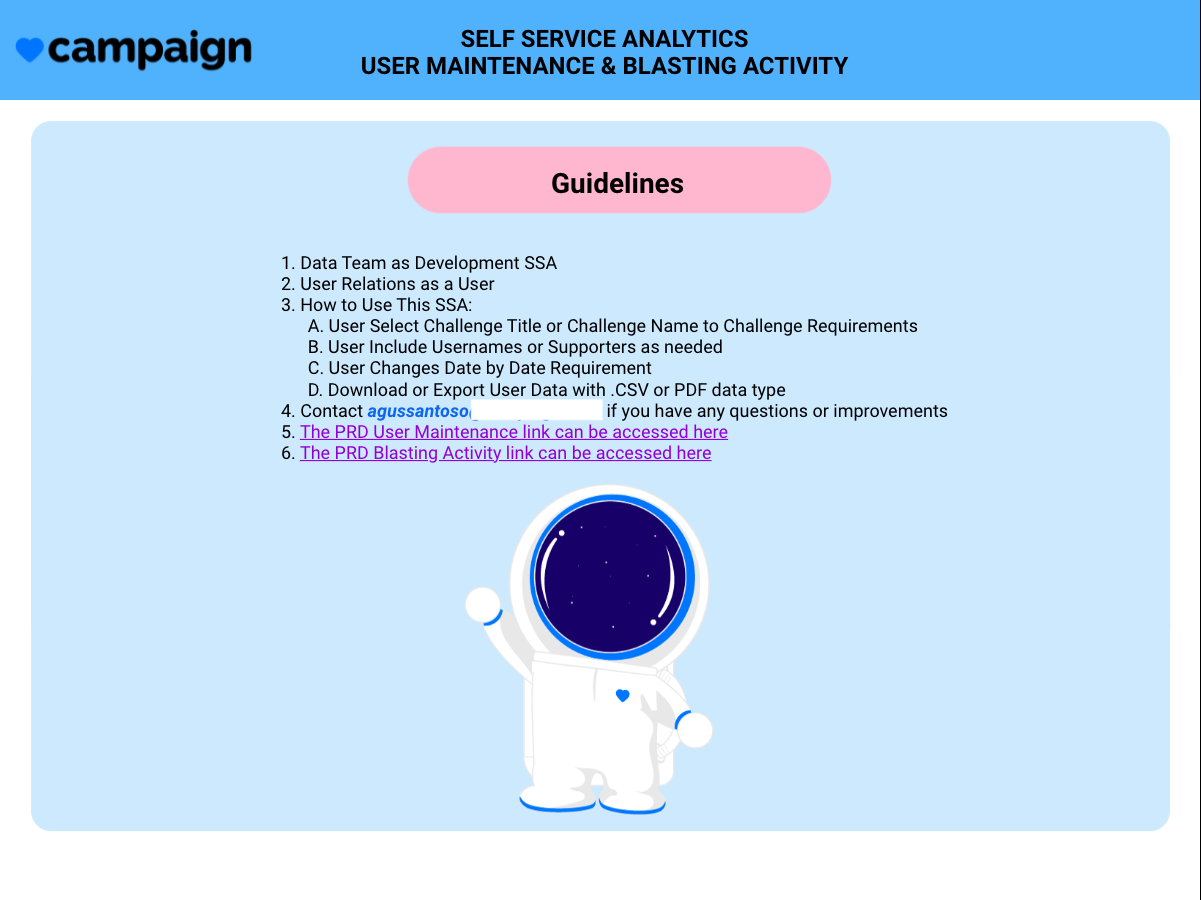 campaign
SELF SERVICE ANALYTICS
USER MAINTENANCE & BLASTING ACTIVITY
Guidelines
1. Data Team as Development SSA
2. User Relations as a User
3. How to Use This SSA:
A. User Select Challenge Title or Challenge Name to Challenge Requirements
B. User Include Usernames or Supporters as needed
C. User Changes Date by Date Requirement
D. Download or Export User Data with .CSV or PDF data type
4. Contact agussantoso if you have any questions or improvements
5. The PRD User Maintenance link can be accessed here
6. The PRD Blasting Activity link can be accessed here